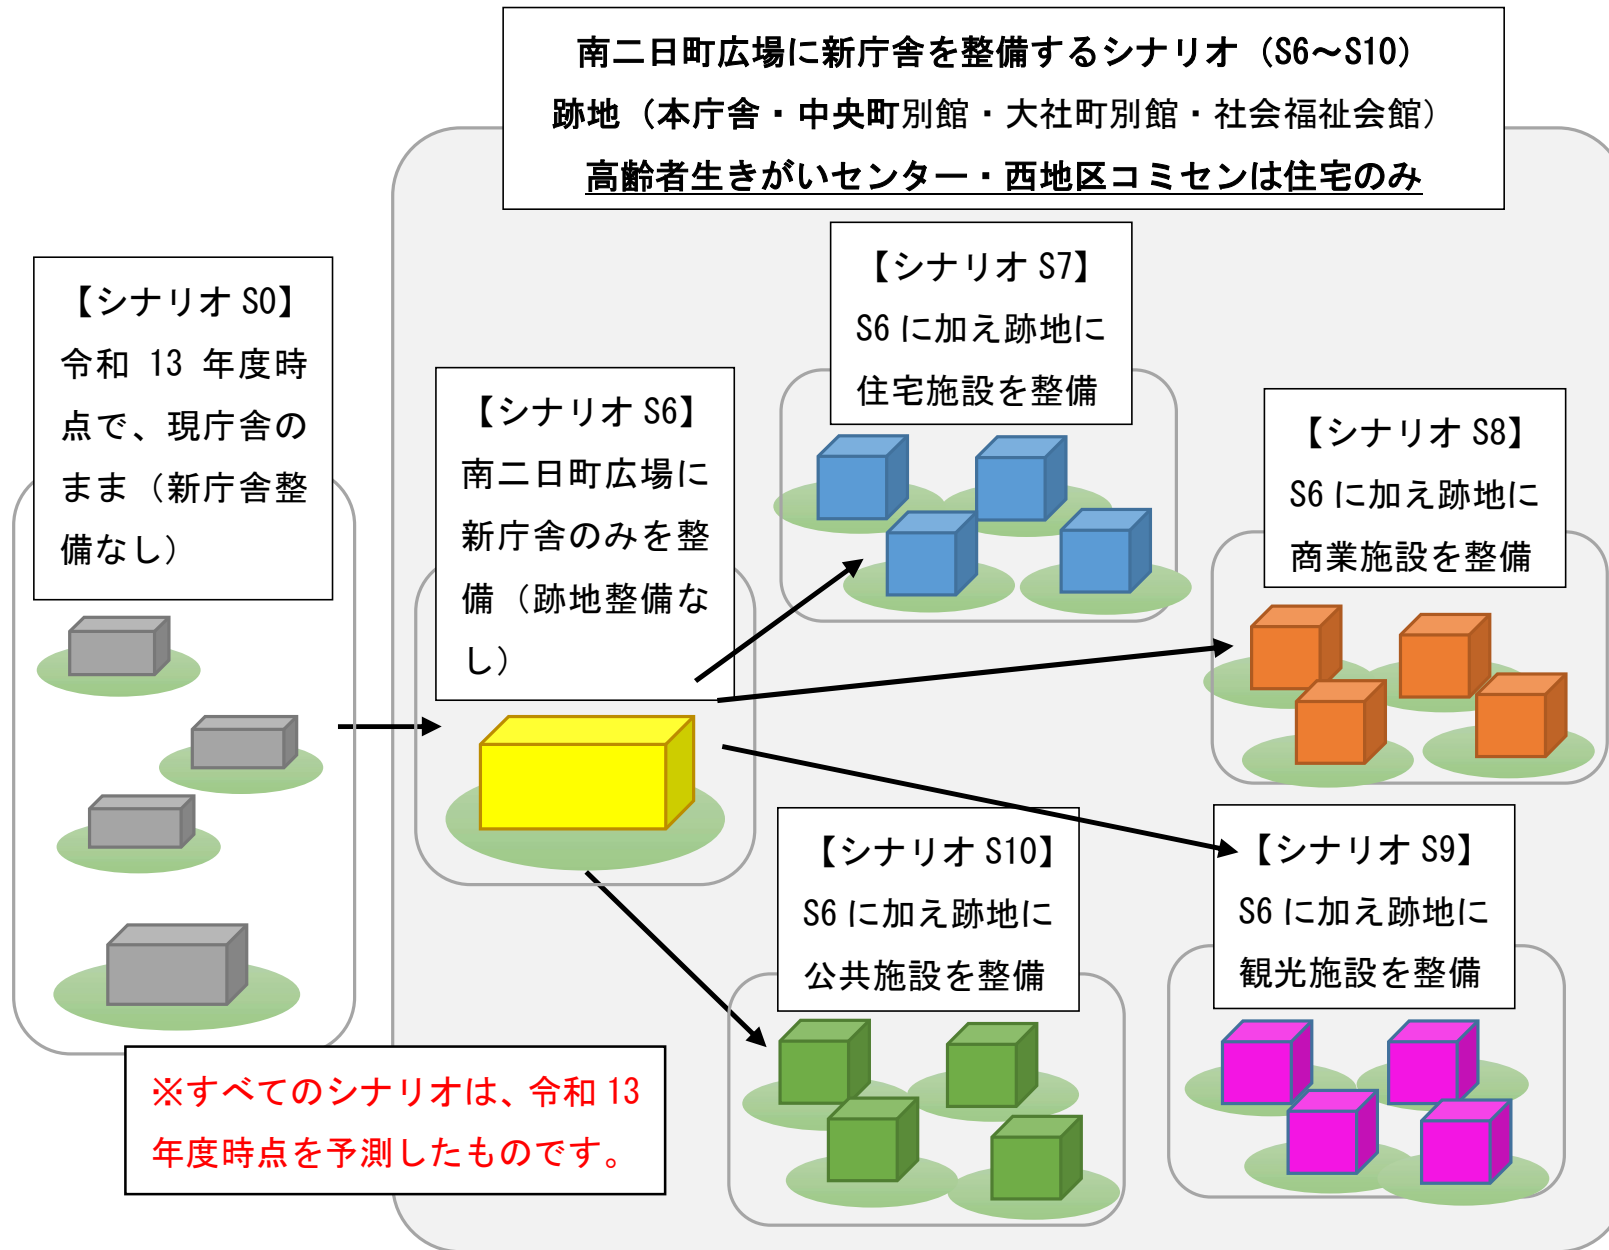 南二日町広場に新庁舎を整備するシナリオ（S6～S10）
跡地（本庁舎・中央町別館・大社町別館・社会福祉会館）
高齢者生きがいセンター・西地区コミセンは住宅のみ
【シナリオ S0】
令和 13 年度時
点で、現庁舎の
まま（新庁舎整
備なし）
【シナリオ S6】
南二日町広場に
新庁舎のみを整
備（跡地整備な
し）
【シナリオ S7】
S6 に加え跡地に
住宅施設を整備
【シナリオ S8】
S6 に加え跡地に
商業施設を整備
【シナリオ S10】
S6 に加え跡地に
公共施設を整備
【シナリオ S9】
S6 に加え跡地に
観光施設を整備
※すべてのシナリオは、令和 13
年度時点を予測したものです。